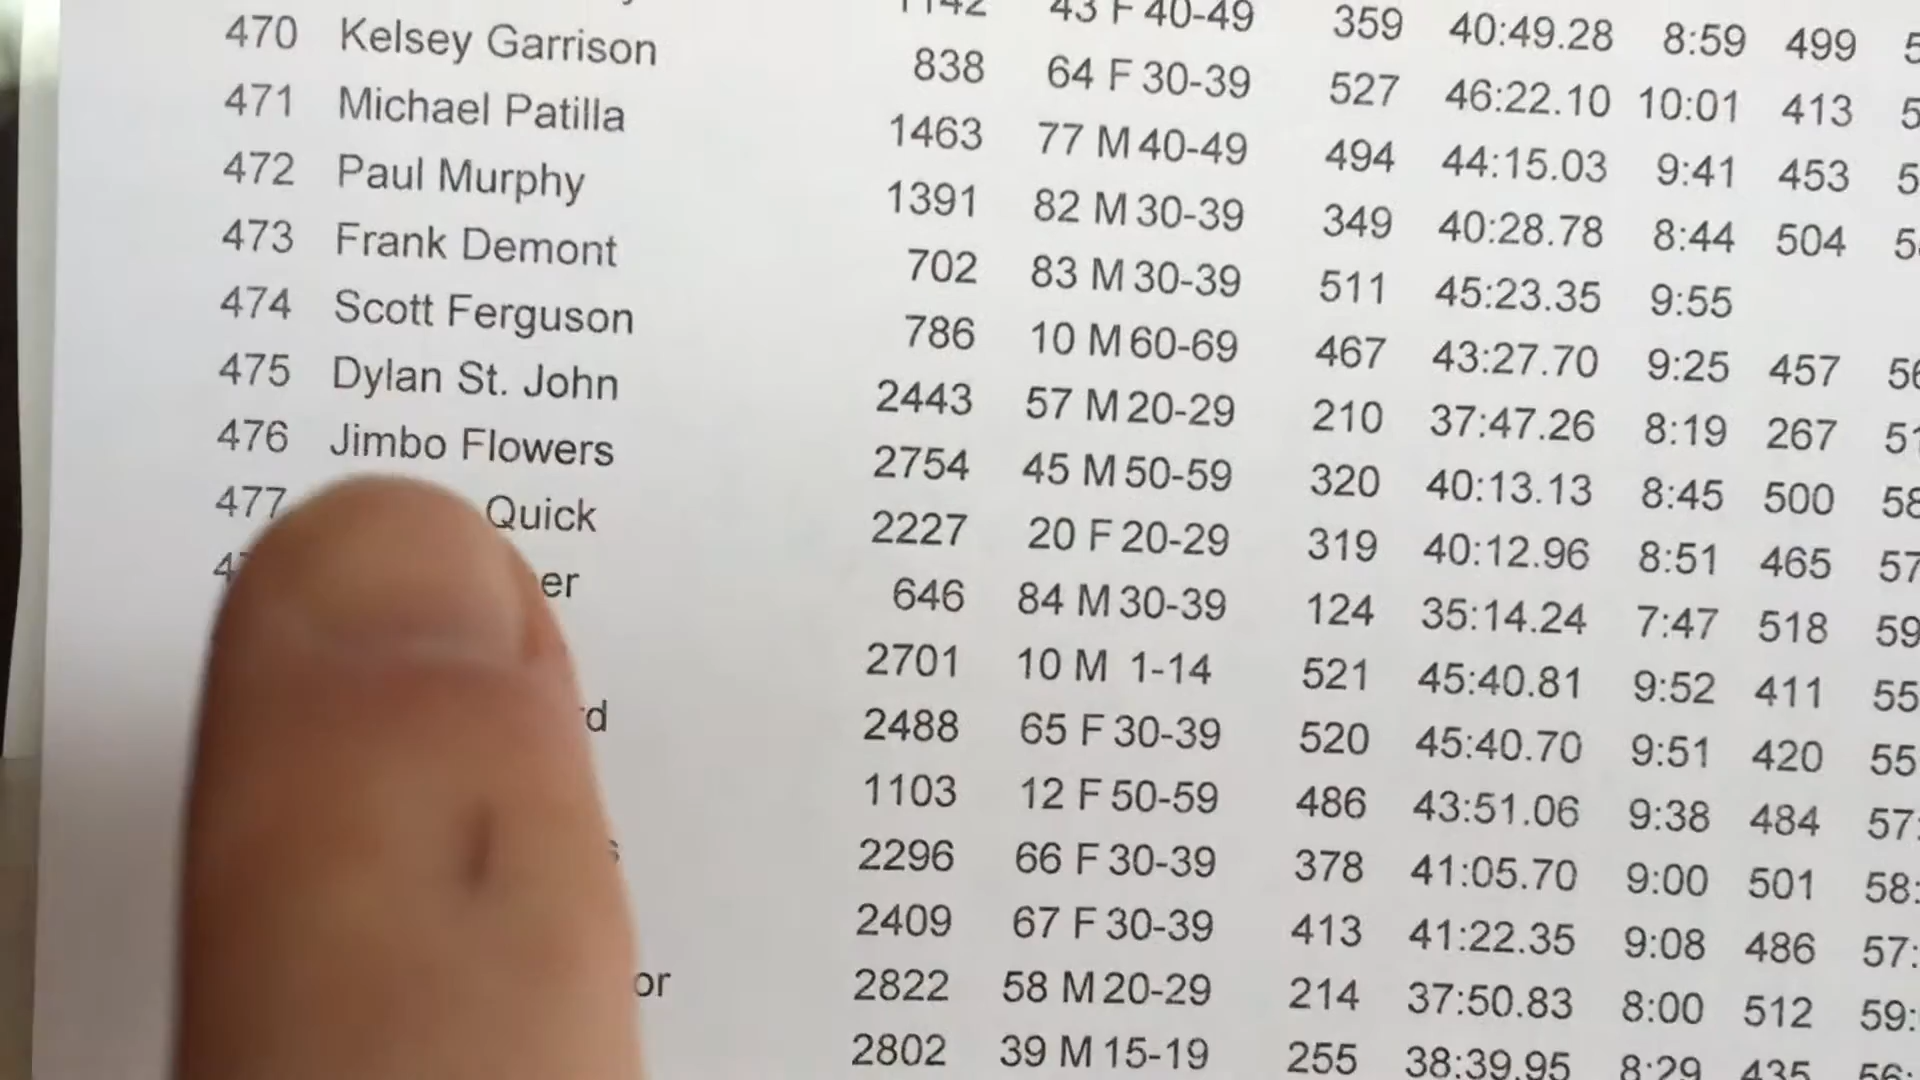 43 F 40-49 359 40:49.28 8:59 499
470 Kelsey Garrison 838 64 F 30-39 527 46:22.10 10:01 413
471 Michael Patilla 1463 77 M 40-49 494 44:15.03 9:41 453
472 Paul Murphy 1391 82 M 30-39 349 40:28.78 8:44 504
473 Frank Demont 702 83 M 30-39 511 45:23.35 9:55
474 Scott Ferguson 786 10 M 60-69 467 43:27.70 9:25 457
475 Dylan St. John 2443 57 M 20-29 210 37:47.26 8:19 267
476 Jimbo Flowers 2754 45 M 50-59 320 40:13.13 8:45 500
477 Quick 2227 20 F 20-29 319 40:12.96 8:51 465
646 84 M 30-39 124 35:14.24 7:47 518
2701 10 M 1-14 521 45:40.81 9:52 411
2488 65 F 30-39 520 45:40.70 9:51 420
1103 12 F 50-59 486 43:51.06 9:38 484
2296 66 F 30-39 378 41:05.70 9:00 501
2409 67 F 30-39 413 41:22.35 9:08 486
2822 58 M 20-29 214 37:50.83 8:00 512
2802 39 M 15-19 255 38:39.95 8:29 435